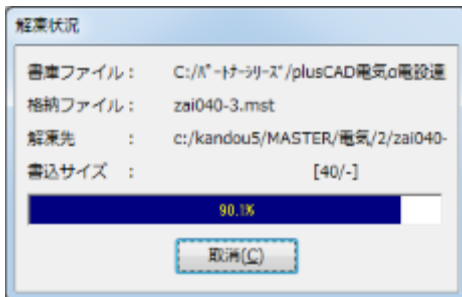 解凍状況
書庫ファイル： C:/ﾊﾟｰﾄﾅｰｼﾘｰｽﾞ/plusCAD電気α電設達
格納ファイル： zai040-3.mst
解凍先 ： c:/kandou5/MASTER/電気/2/zai040-
書込サイズ ： [40/-]
90.1%
取消(C)